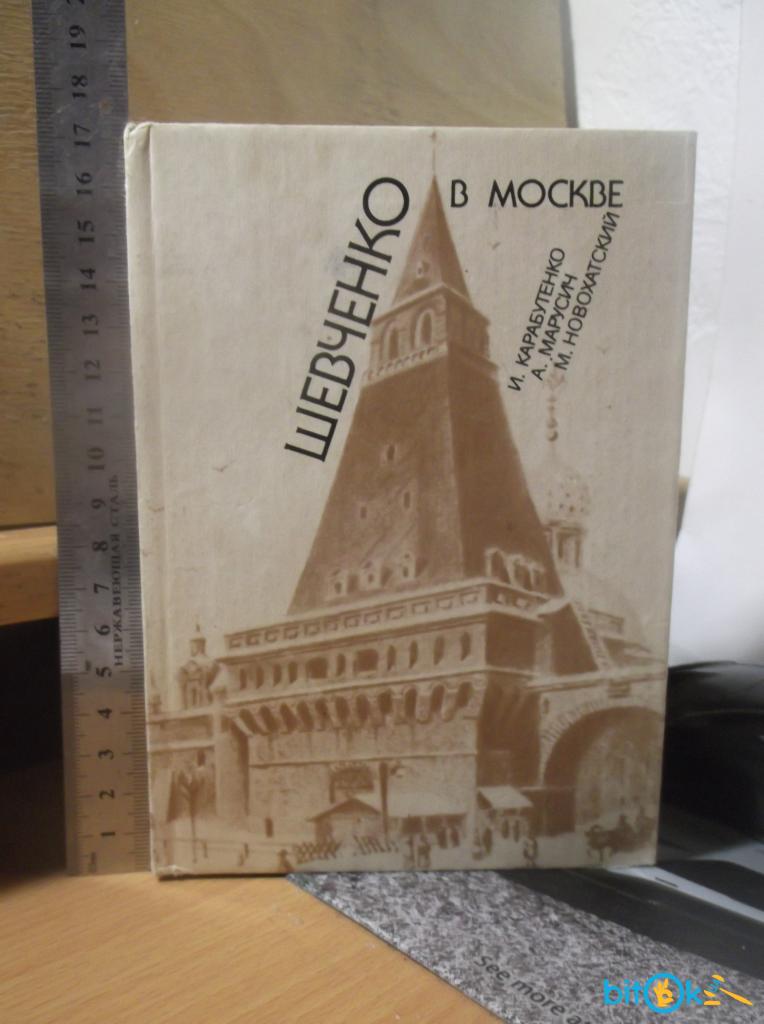 ШЕВЧЕНКО
В МОСКВЕ
И. КАРАБУТЕНКО
А. МАРУСИЧ
М. НОВОХАТСКИЙ
19
18
17
16
15
14
13
12
11
10
9
8
7
6
5
4
3
2
1
НЕРЖАВЕЮЩАЯ СТАЛЬ
See more a
bitok